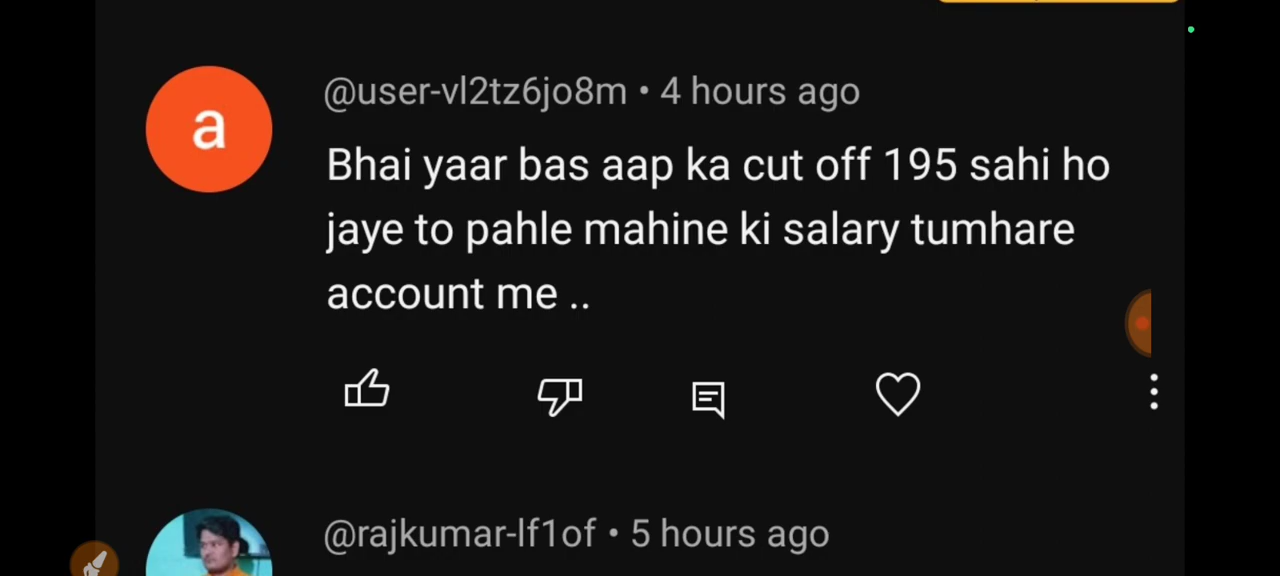 a
@user-vl2tz6jo8m • 4 hours ago
Bhai yaar bas aap ka cut off 195 sahi ho
jaye to pahle mahine ki salary tumhare
account me ..
@rajkumar-lf1of • 5 hours ago